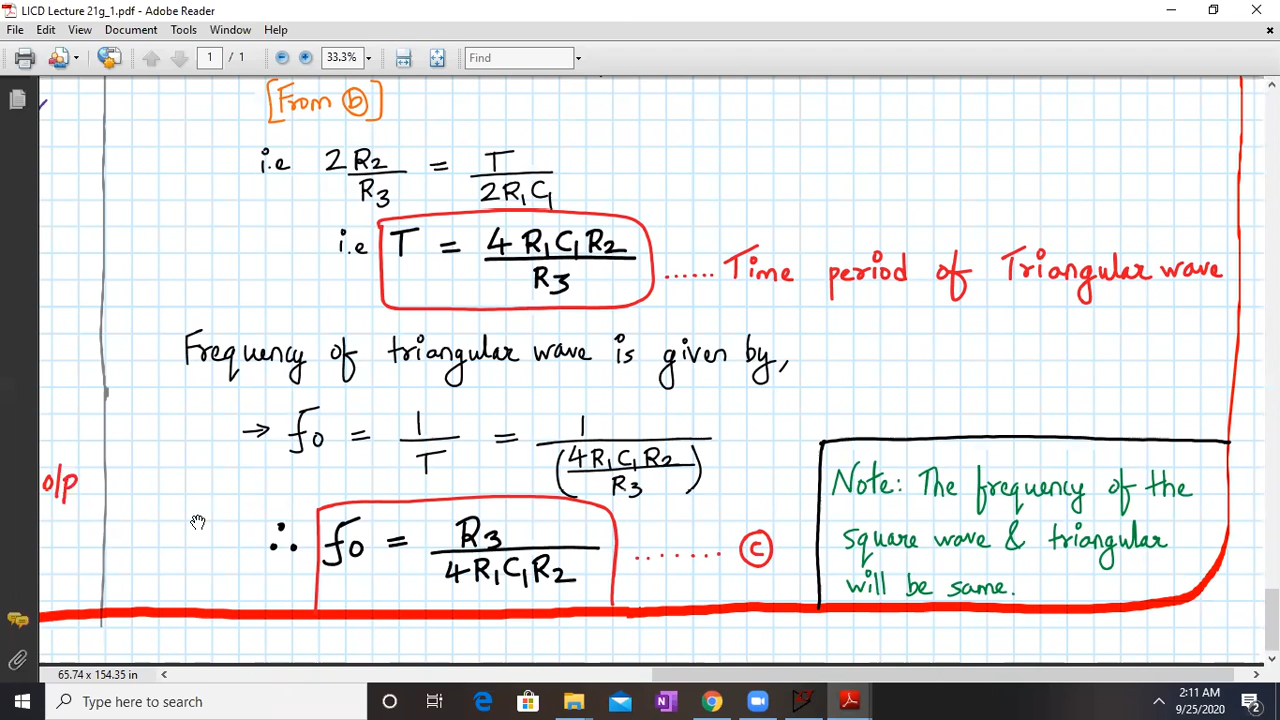 LICD Lecture 21g_1.pdf - Adobe Reader
File Edit View Document Tools Window Help
1 / 1 33.3% Find
[From ⓑ]
i.e 2R2/R3 = T/2R1C1
i.e T = 4R1C1R2/R3 ...... Time period of Triangular wave
Frequency of triangular wave is given by,
→ fo = 1/T = 1/(4R1C1R2/R3)
o/p
∴ fo = R3/4R1C1R2 ........ ⓒ
Note: The frequency of the
square wave & triangular
will be same.
65.74 x 154.35 in
Type here to search
2:11 AM
9/25/2020
2